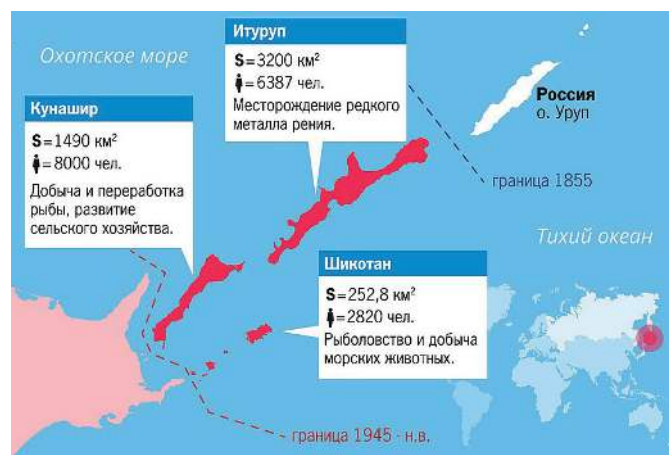 Охотское море
Итуруп
S=3200 км²
=6387 чел.
Месторождение редкого
металла рения.
Россия
о. Уруп
Кунашир
S=1490 км²
=8000 чел.
Добыча и переработка
рыбы, развитие
сельского хозяйства.
граница 1855
Тихий океан
Шикотан
S=252,8 км²
=2820 чел.
Рыболовство и добыча
морских животных.
граница 1945 - н.в.